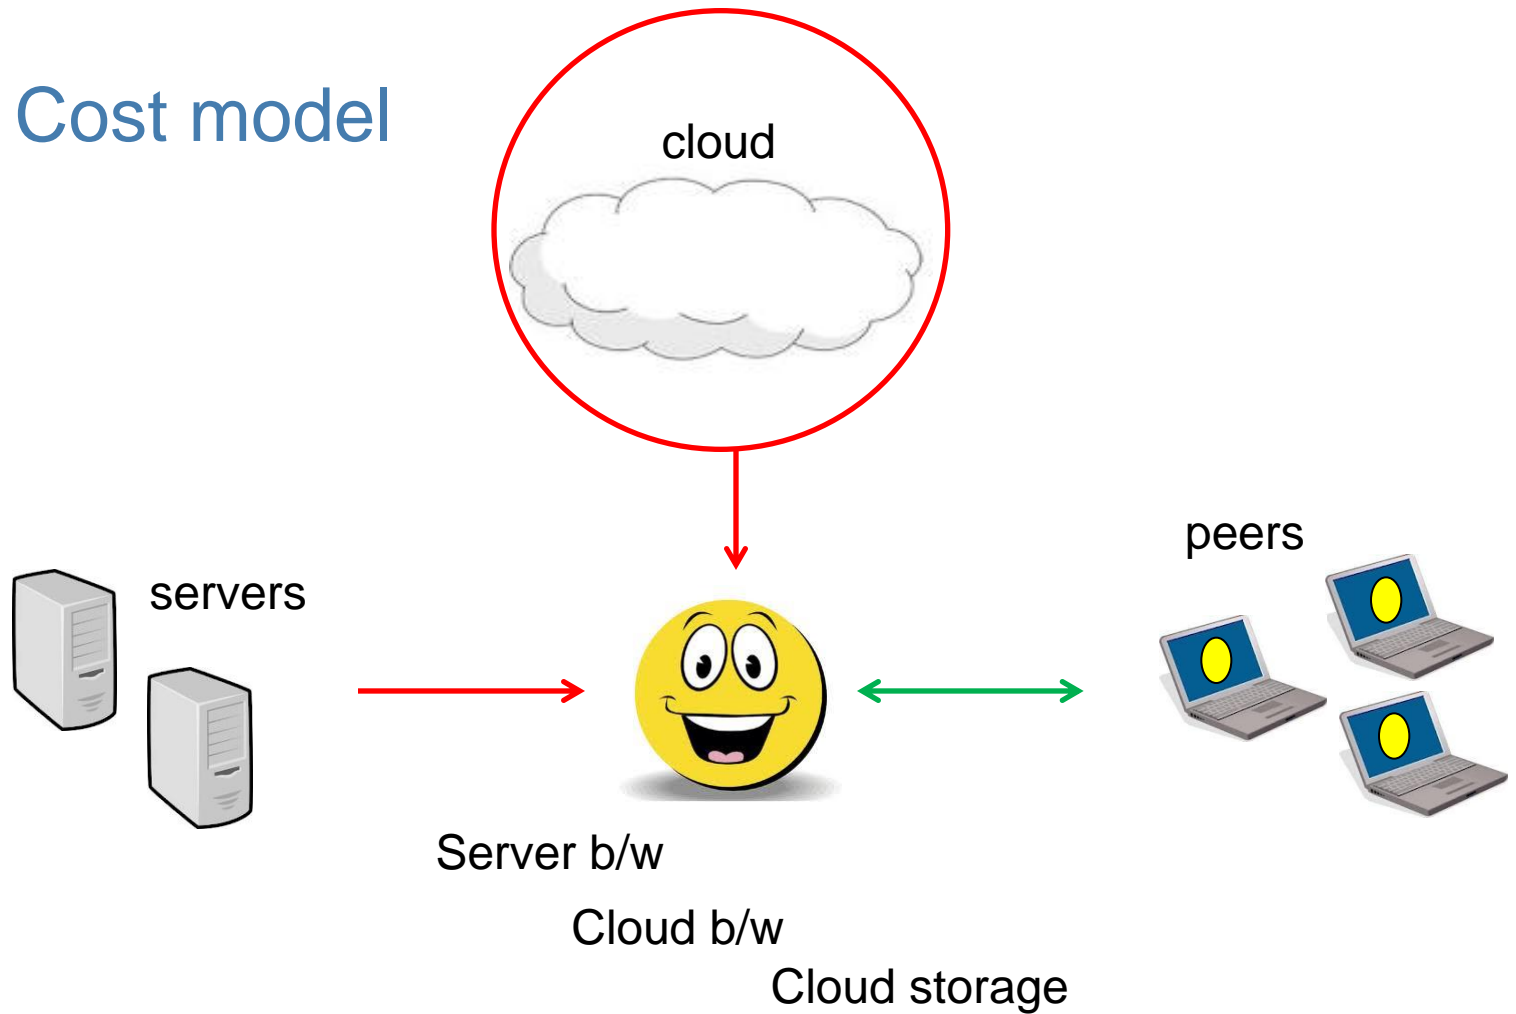 Cost model
cloud
peers
servers
Server b/w
Cloud b/w
Cloud storage